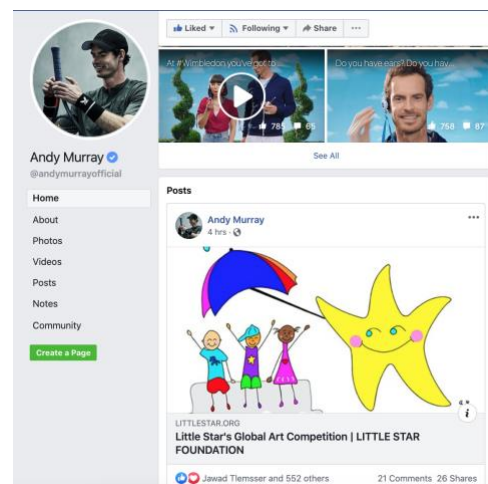 Liked Following Share
At #Wimbledon you've got to...
Do you have ears? Do you hav...
785 65
768 87
See All
Andy Murray
@andymurrayofficial
Home
About
Photos
Videos
Posts
Notes
Community
Create a Page
Posts
Andy Murray
4 hrs ·
LITTLESTAR.ORG
Little Star's Global Art Competition | LITTLE STAR
FOUNDATION
Jawad Tlemsser and 552 others 21 Comments 26 Shares